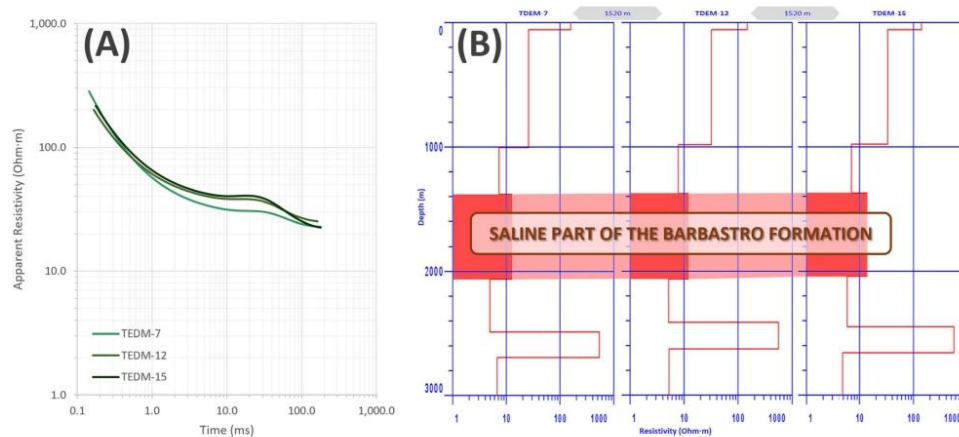 (A)
1,000.0
100.0
10.0
1.0
Apparent Resistivity (Ohm·m)
TEDM-7
TEDM-12
TEDM-15
0.1
1.0
10.0
100.0
1,000.0
Time (ms)
(B)
TDEM-7
1520 m
TDEM-12
1520 m
TDEM-15
0
1000
2000
3000
Depth (m)
SALINE PART OF THE BARBASTRO FORMATION
1
10
100
1000
1
10
100
1000
1
10
100
1000
Resistivity (Ohm·m)